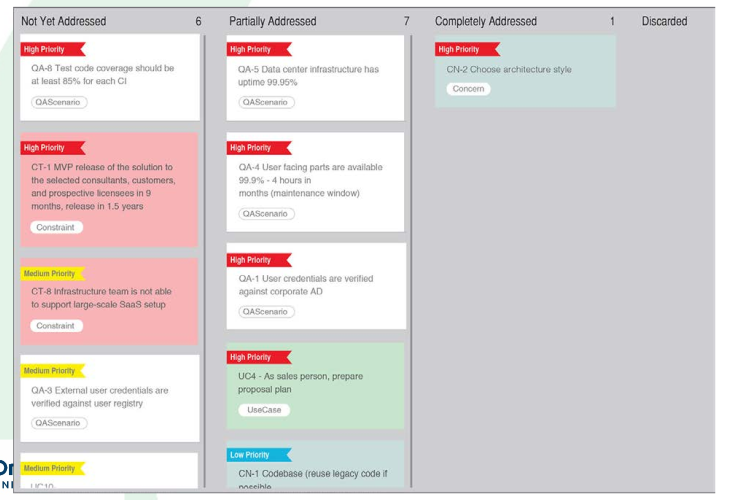 Not Yet Addressed 6
High Priority
QA-8 Test code coverage should be
at least 85% for each CI
QAScenario
High Priority
CT-1 MVP release of the solution to
the selected consultants, customers,
and prospective licensees in 9
months, release in 1.5 years
Constraint
Medium Priority
CT-8 Infrastructure team is not able
to support large-scale SaaS setup
Constraint
Medium Priority
QA-3 External user credentials are
verified against user registry
QAScenario
Medium Priority
UC10-
Partially Addressed 7
High Priority
QA-5 Data center infrastructure has
uptime 99.95%
QAScenario
High Priority
QA-4 User facing parts are available
99.9% - 4 hours in
months (maintenance window)
QAScenario
High Priority
QA-1 User credentials are verified
against corporate AD
QAScenario
High Priority
UC4 - As sales person, prepare
proposal plan
UseCase
Low Priority
CN-1 Codebase (reuse legacy code if
possible
Completely Addressed 1
High Priority
CN-2 Choose architecture style
Concern
Discarded